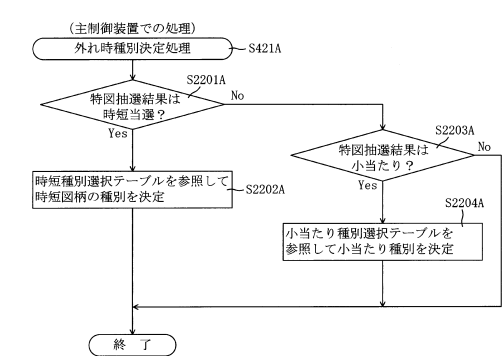 (主制御装置での処理)
外れ時種別決定処理
S421A
S2201A
特図抽選結果は
時短当選？
No
Yes
S2203A
特図抽選結果は
小当たり？
No
Yes
時短種別選択テーブルを参照して
時短図柄の種別を決定
S2202A
S2204A
小当たり種別選択テーブルを
参照して小当たり種別を決定
終 了